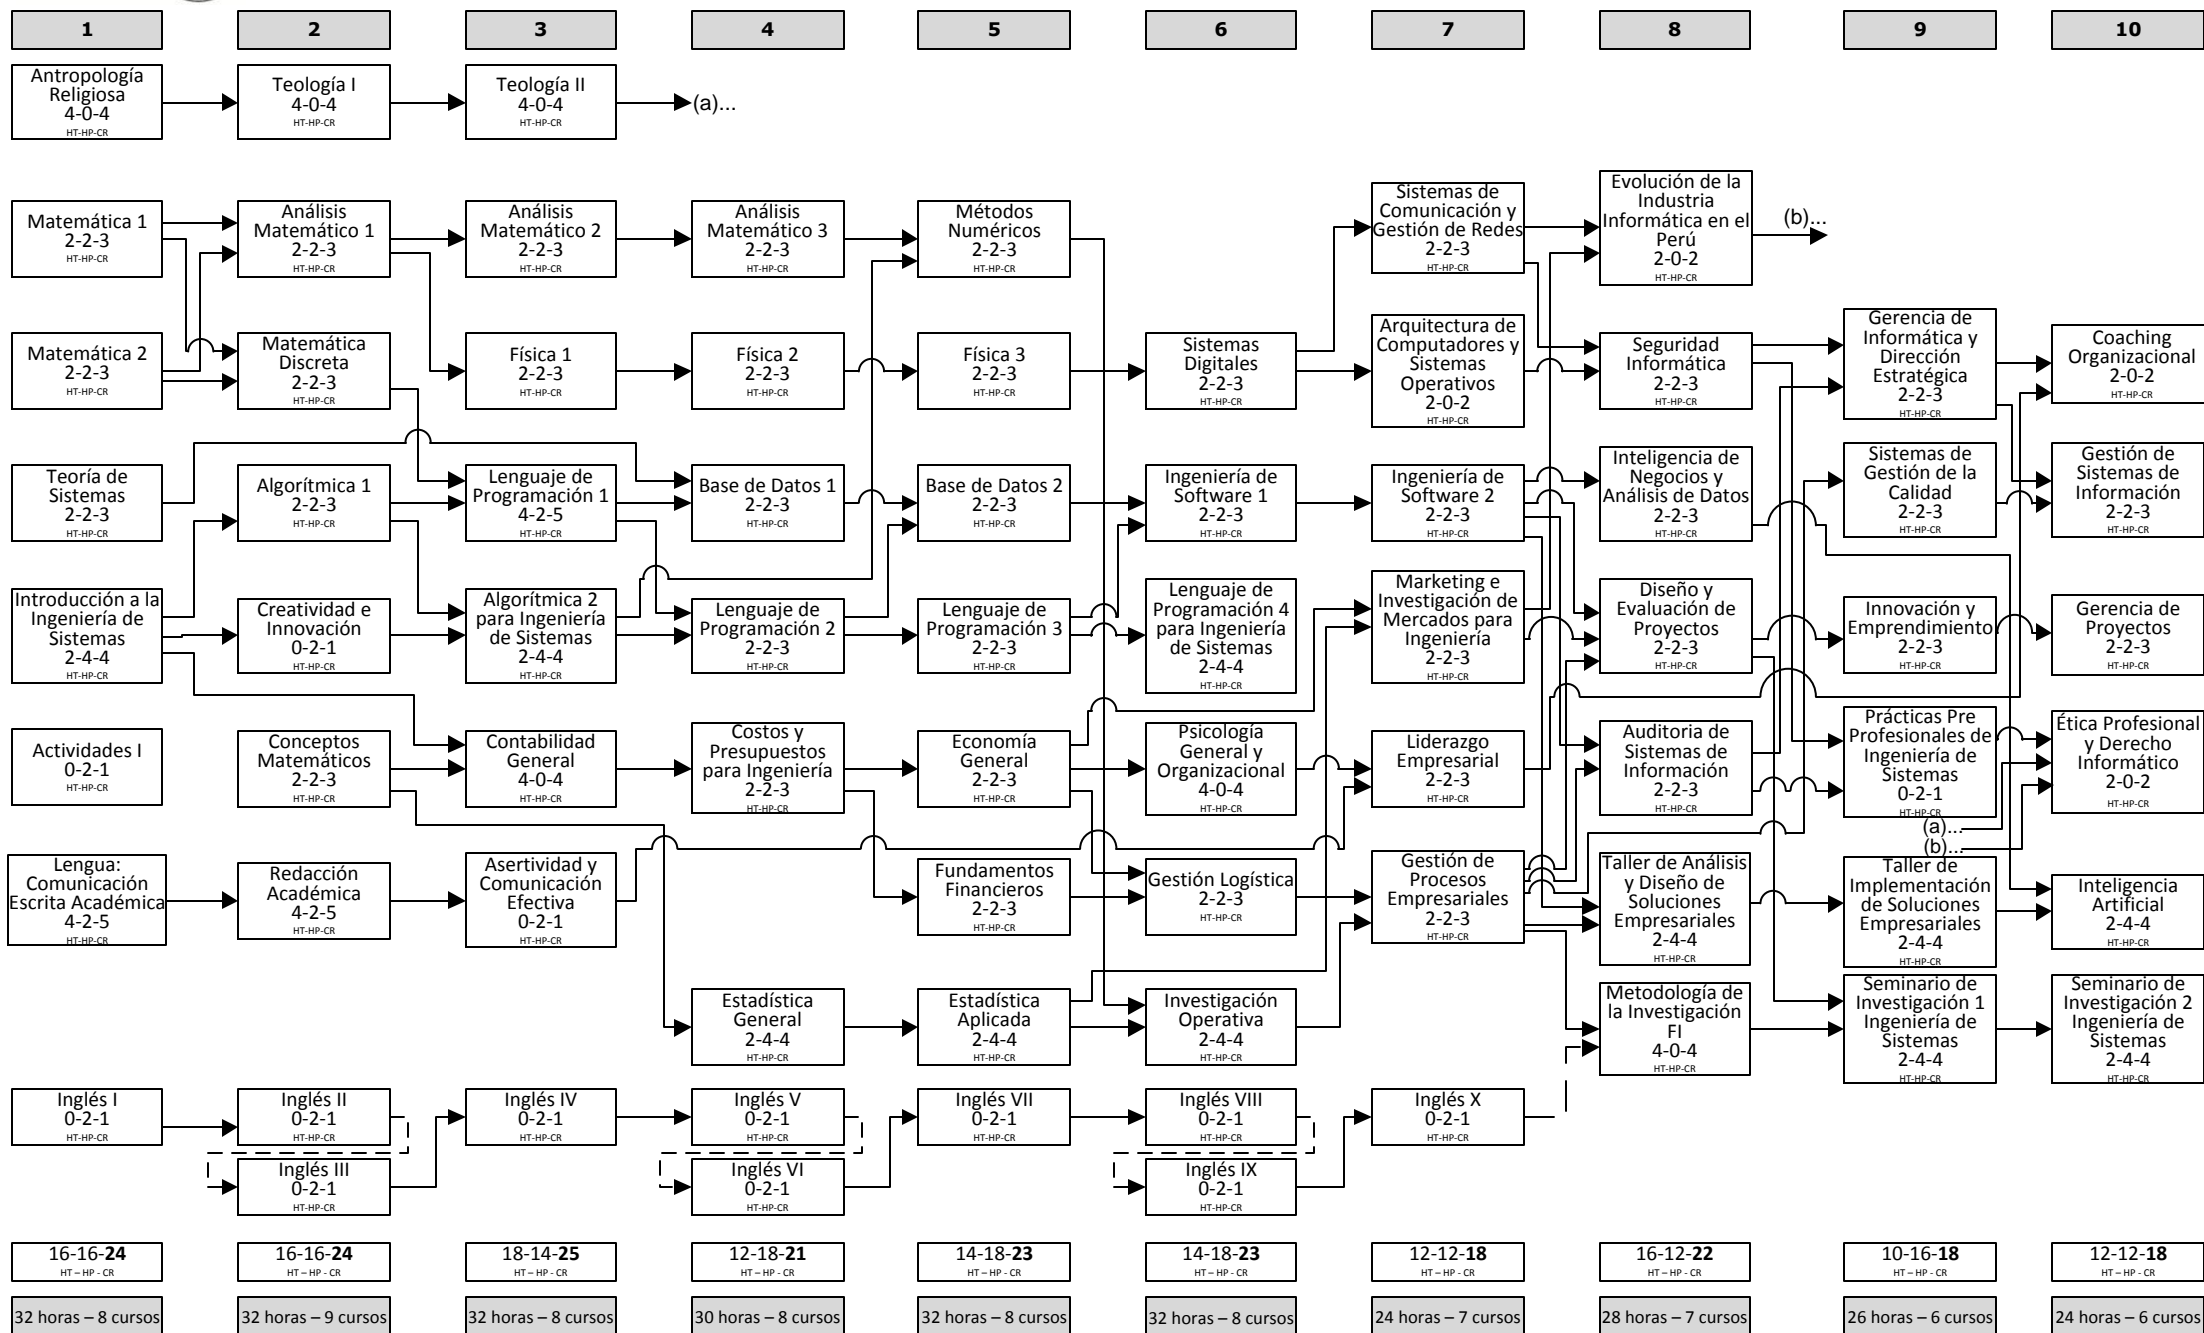 1
2
3
4
5
6
7
8
9
10
Antropología
Religiosa
4-0-4
HT-HP-CR
Teología I
4-0-4
HT-HP-CR
Teología II
4-0-4
HT-HP-CR
(a)...
Matemática 1
2-2-3
HT-HP-CR
Análisis
Matemático 1
2-2-3
HT-HP-CR
Análisis
Matemático 2
2-2-3
HT-HP-CR
Análisis
Matemático 3
2-2-3
HT-HP-CR
Métodos
Numéricos
2-2-3
HT-HP-CR
Sistemas de
Comunicación y
Gestión de Redes
2-2-3
HT-HP-CR
Evolución de la
Industria
Informática en el
Perú
2-0-2
HT-HP-CR
(b)...
Matemática 2
2-2-3
HT-HP-CR
Matemática
Discreta
2-2-3
HT-HP-CR
Física 1
2-2-3
HT-HP-CR
Física 2
2-2-3
HT-HP-CR
Física 3
2-2-3
HT-HP-CR
Sistemas
Digitales
2-2-3
HT-HP-CR
Arquitectura de
Computadores y
Sistemas
Operativos
2-0-2
HT-HP-CR
Seguridad
Informática
2-2-3
HT-HP-CR
Gerencia de
Informática y
Dirección
Estratégica
2-2-3
HT-HP-CR
Coaching
Organizacional
2-0-2
HT-HP-CR
Teoría de
Sistemas
2-2-3
HT-HP-CR
Algorítmica 1
2-2-3
HT-HP-CR
Lenguaje de
Programación 1
4-2-5
HT-HP-CR
Base de Datos 1
2-2-3
HT-HP-CR
Base de Datos 2
2-2-3
HT-HP-CR
Ingeniería de
Software 1
2-2-3
HT-HP-CR
Ingeniería de
Software 2
2-2-3
HT-HP-CR
Inteligencia de
Negocios y
Análisis de Datos
2-2-3
HT-HP-CR
Sistemas de
Gestión de la
Calidad
2-2-3
HT-HP-CR
Gestión de
Sistemas de
Información
2-2-3
HT-HP-CR
Introducción a la
Ingeniería de
Sistemas
2-4-4
HT-HP-CR
Creatividad e
Innovación
0-2-1
HT-HP-CR
Algorítmica 2
para Ingeniería
de Sistemas
2-4-4
HT-HP-CR
Lenguaje de
Programación 2
2-2-3
HT-HP-CR
Lenguaje de
Programación 3
2-2-3
HT-HP-CR
Lenguaje de
Programación 4
para Ingeniería
de Sistemas
2-4-4
HT-HP-CR
Marketing e
Investigación de
Mercados para
Ingeniería
2-2-3
HT-HP-CR
Diseño y
Evaluación de
Proyectos
2-2-3
HT-HP-CR
Innovación y
Emprendimiento
2-2-3
HT-HP-CR
Gerencia de
Proyectos
2-2-3
HT-HP-CR
Actividades I
0-2-1
HT-HP-CR
Conceptos
Matemáticos
2-2-3
HT-HP-CR
Contabilidad
General
4-0-4
HT-HP-CR
Costos y
Presupuestos
para Ingeniería
2-2-3
HT-HP-CR
Economía
General
2-2-3
HT-HP-CR
Psicología
General y
Organizacional
4-0-4
HT-HP-CR
Liderazgo
Empresarial
2-2-3
HT-HP-CR
Auditoria de
Sistemas de
Información
2-2-3
HT-HP-CR
Prácticas Pre
Profesionales de
Ingeniería de
Sistemas
0-2-1
HT-HP-CR
Ética Profesional
y Derecho
Informático
2-0-2
HT-HP-CR
(a)...
(b)...
Lengua:
Comunicación
Escrita Académica
4-2-5
HT-HP-CR
Redacción
Académica
4-2-5
HT-HP-CR
Asertividad y
Comunicación
Efectiva
0-2-1
HT-HP-CR
Fundamentos
Financieros
2-2-3
HT-HP-CR
Gestión Logística
2-2-3
HT-HP-CR
Gestión de
Procesos
Empresariales
2-2-3
HT-HP-CR
Taller de Análisis
y Diseño de
Soluciones
Empresariales
2-4-4
HT-HP-CR
Taller de
Implementación
de Soluciones
Empresariales
2-4-4
HT-HP-CR
Inteligencia
Artificial
2-4-4
HT-HP-CR
Estadística
General
2-4-4
HT-HP-CR
Estadística
Aplicada
2-4-4
HT-HP-CR
Investigación
Operativa
2-4-4
HT-HP-CR
Metodología de
la Investigación
FI
4-0-4
HT-HP-CR
Seminario de
Investigación 1
Ingeniería de
Sistemas
2-4-4
HT-HP-CR
Seminario de
Investigación 2
Ingeniería de
Sistemas
2-4-4
HT-HP-CR
Inglés I
0-2-1
HT-HP-CR
Inglés II
0-2-1
HT-HP-CR
Inglés IV
0-2-1
HT-HP-CR
Inglés V
0-2-1
HT-HP-CR
Inglés VII
0-2-1
HT-HP-CR
Inglés VIII
0-2-1
HT-HP-CR
Inglés X
0-2-1
HT-HP-CR
Inglés III
0-2-1
HT-HP-CR
Inglés VI
0-2-1
HT-HP-CR
Inglés IX
0-2-1
HT-HP-CR
16-16-24
HT – HP - CR
16-16-24
HT – HP - CR
18-14-25
HT – HP - CR
12-18-21
HT – HP - CR
14-18-23
HT – HP - CR
14-18-23
HT – HP - CR
12-12-18
HT – HP - CR
16-12-22
HT – HP - CR
10-16-18
HT – HP - CR
12-12-18
HT – HP - CR
32 horas – 8 cursos
32 horas – 9 cursos
32 horas – 8 cursos
30 horas – 8 cursos
32 horas – 8 cursos
32 horas – 8 cursos
24 horas – 7 cursos
28 horas – 7 cursos
26 horas – 6 cursos
24 horas – 6 cursos